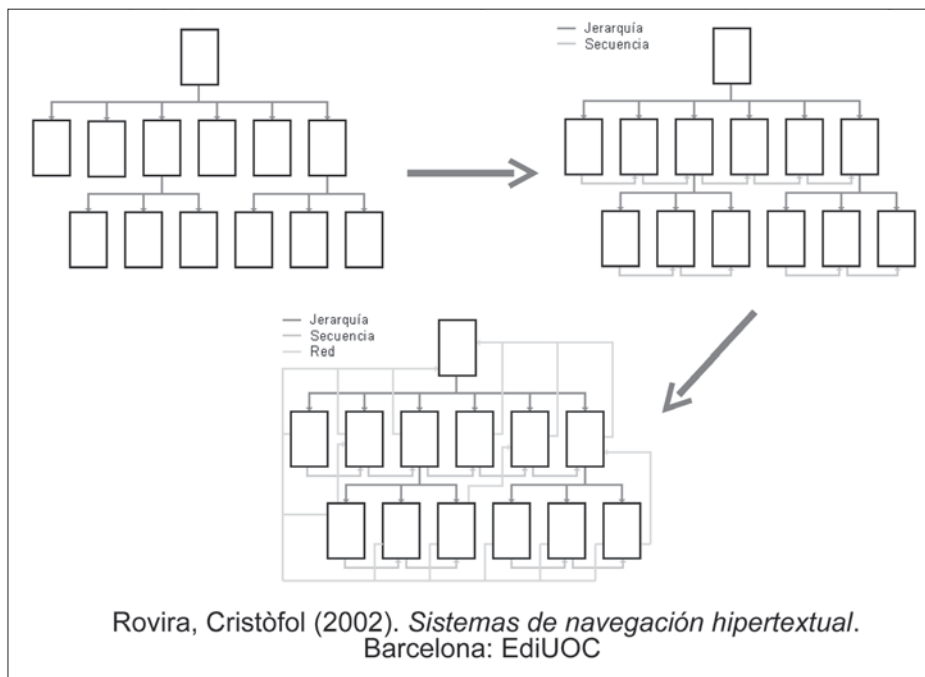 Jerarquía
Secuencia
Jerarquía
Secuencia
Red
Rovira, Cristòfol (2002). Sistemas de navegación hipertextual.
Barcelona: EdiUOC